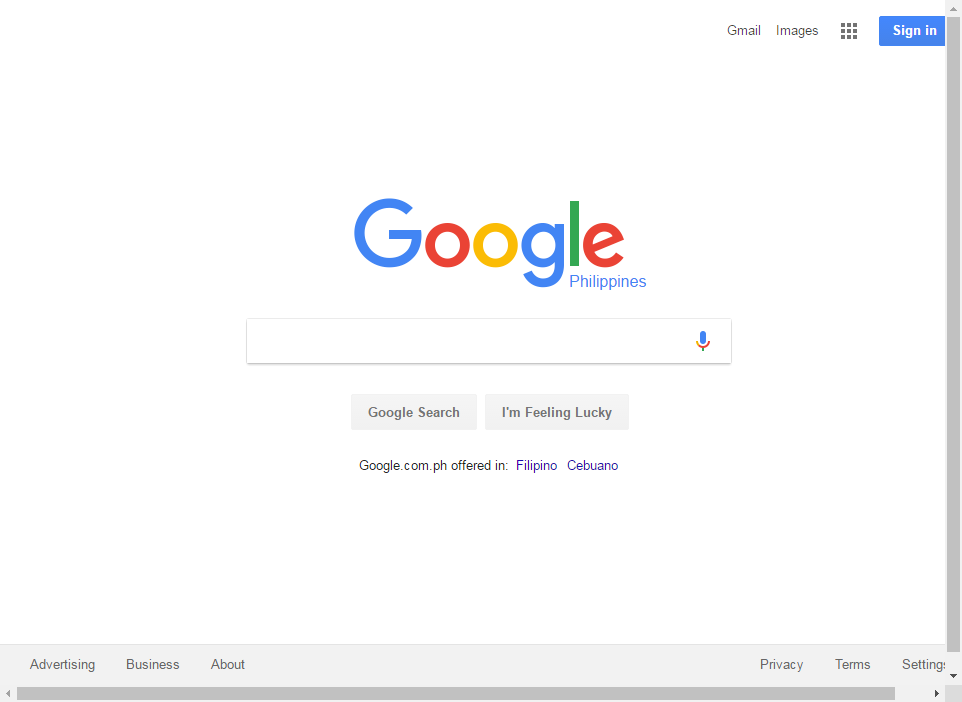 Gmail Images Sign in
Google
Philippines
Google Search I'm Feeling Lucky
Google.com.ph offered in: Filipino Cebuano
Advertising Business About Privacy Terms Settings